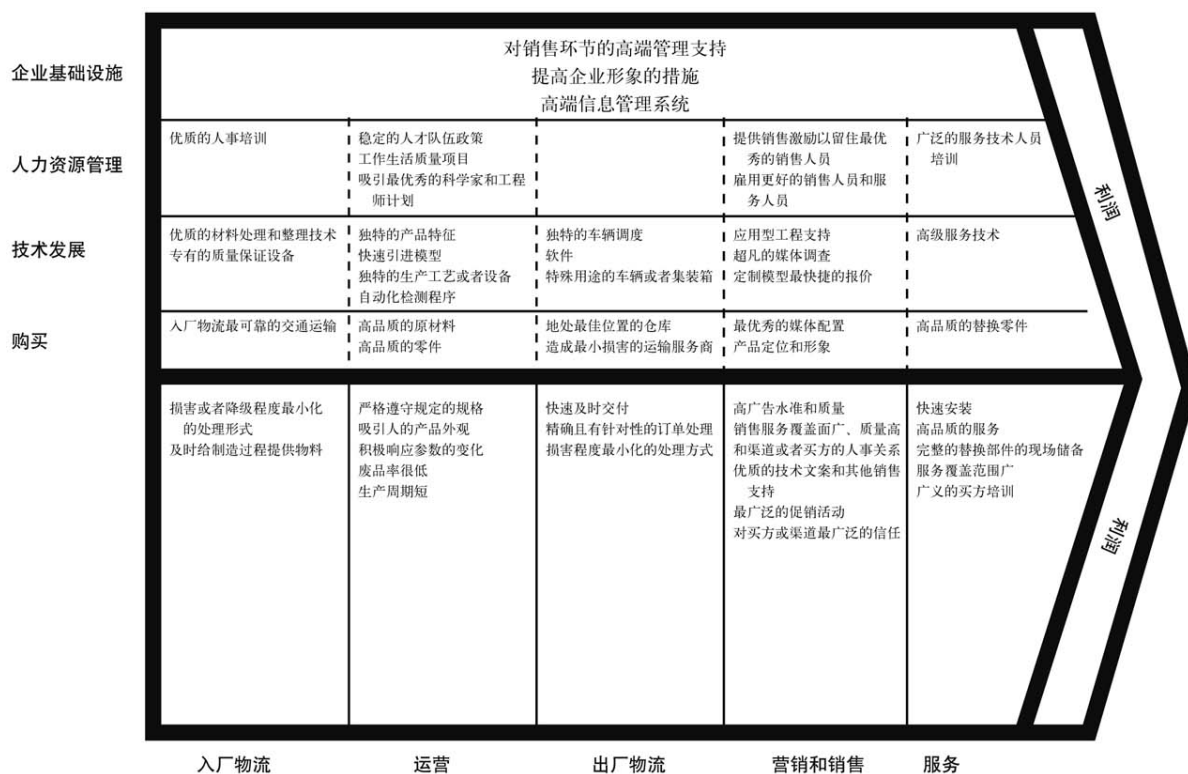 企业基础设施
对销售环节的高端管理支持
提高企业形象的措施
高端信息管理系统
人力资源管理
优质的人事培训
稳定的人才队伍政策
工作生活质量项目
吸引最优秀的科学家和工程
师计划
提供销售激励以留住最优
秀的销售人员
雇用更好的销售人员和服
务人员
广泛的服务技术人员
培训
技术发展
优质的材料处理和整理技术
专有的质量保证设备
独特的产品特征
快速引进模型
独特的生产工艺或者设备
自动化检测程序
独特的车辆调度
软件
特殊用途的车辆或者集装箱
应用型工程支持
超凡的媒体调查
定制模型最快捷的报价
高级服务技术
购买
入厂物流最可靠的交通运输
高品质的原材料
高品质的零件
地处最佳位置的仓库
造成最小损害的运输服务商
最优秀的媒体配置
产品定位和形象
高品质的替换零件
利润
损害或者降级程度最小化
的处理形式
及时给制造过程提供物料
严格遵守规定的规格
吸引人的产品外观
积极响应参数的变化
废品率很低
生产周期短
快速及时交付
精确且有针对性的订单处理
损害程度最小化的处理方式
高广告水准和质量
销售服务覆盖面广、质量高
和渠道或者买方的人事关系
优质的技术文案和其他销售
支持
最广泛的促销活动
对买方或渠道最广泛的信任
快速安装
高品质的服务
完整的替换部件的现场储备
服务覆盖范围广
广义的买方培训
利润
入厂物流
运营
出厂物流
营销和销售
服务